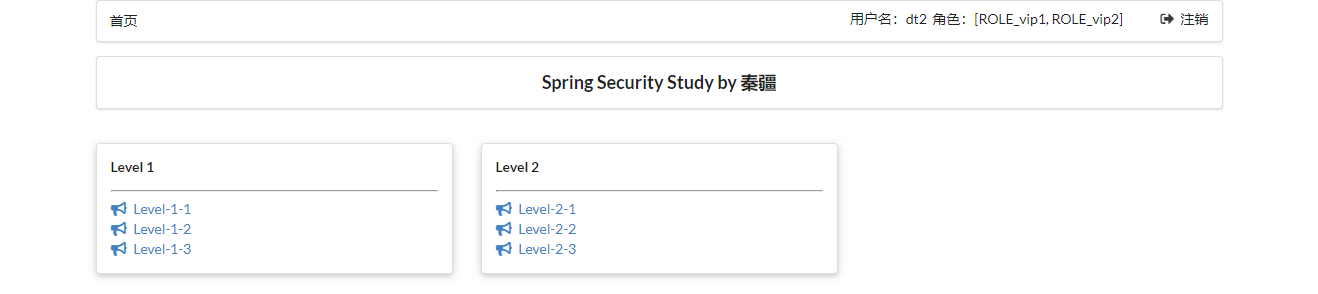 首页 用户名：dt2 角色：[ROLE_vip1, ROLE_vip2] 注销
Spring Security Study by 秦疆
Level 1
Level-1-1
Level-1-2
Level-1-3
Level 2
Level-2-1
Level-2-2
Level-2-3